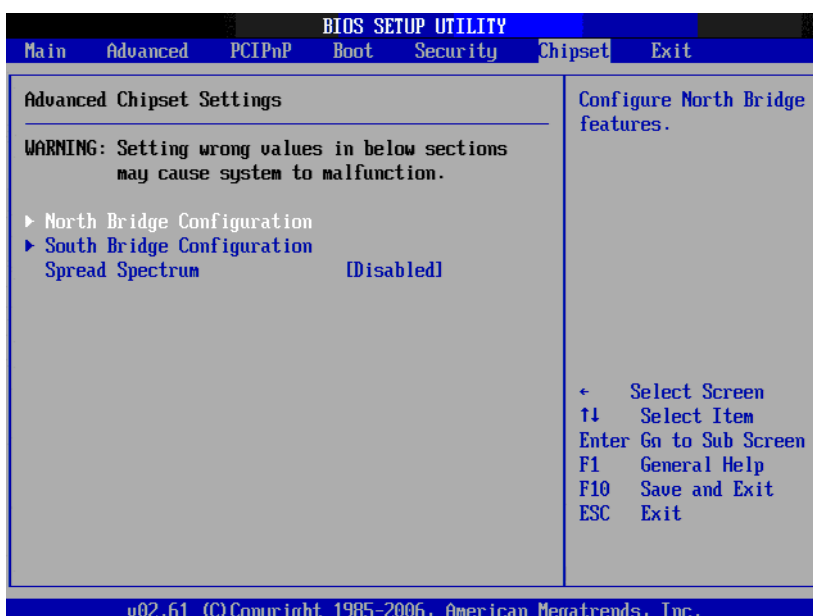 BIOS SETUP UTILITY
Main Advanced PCIPnP Boot Security Chipset Exit
Advanced Chipset Settings
WARNING: Setting wrong values in below sections
may cause system to malfunction.
▶ North Bridge Configuration
▶ South Bridge Configuration
Spread Spectrum [Disabled]
Configure North Bridge
features.
← Select Screen
↑↓ Select Item
Enter Gn to Sub Screen
F1 General Help
F10 Save and Exit
ESC Exit
v02.61 (C)Copyright 1985-2006, American Megatrends, Inc.